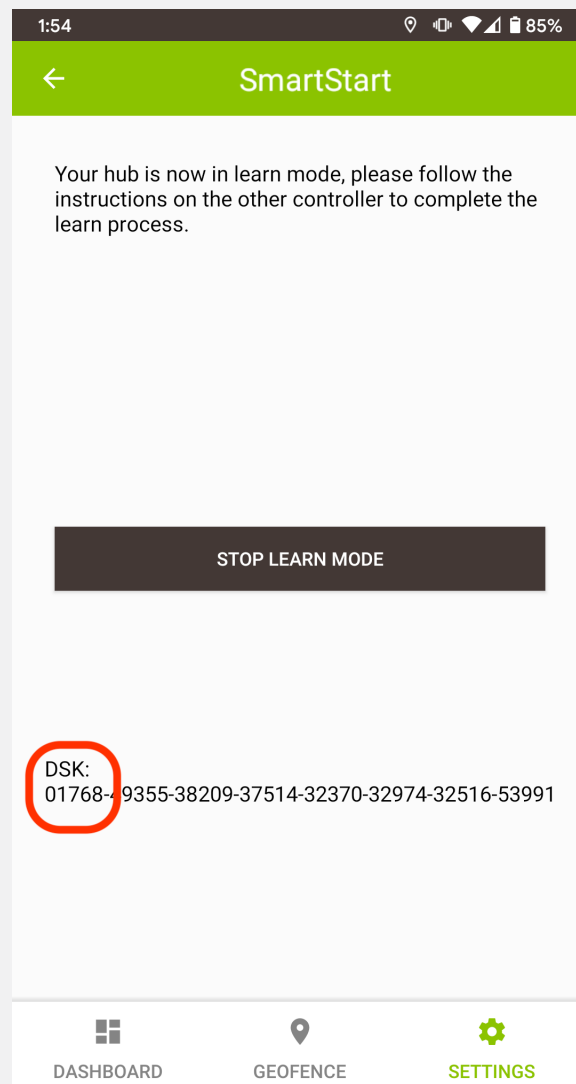 1:54 85%
SmartStart
Your hub is now in learn mode, please follow the
instructions on the other controller to complete the
learn process.
STOP LEARN MODE
DSK:
01768-49355-38209-37514-32370-32974-32516-53991
DASHBOARD GEOFENCE SETTINGS